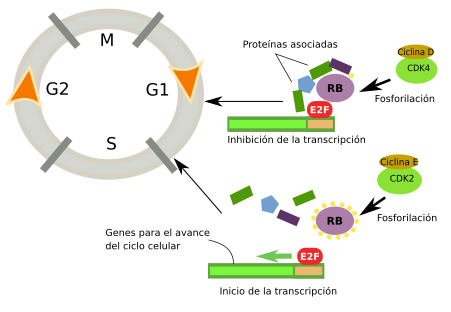 M
G2
G1
S
Proteínas asociadas
Ciclina D
CDK4
RB
Fosforilación
E2F
Inhibición de la transcripción
Ciclina E
CDK2
Fosforilación
RB
Genes para el avance
del ciclo celular
E2F
Inicio de la transcripción